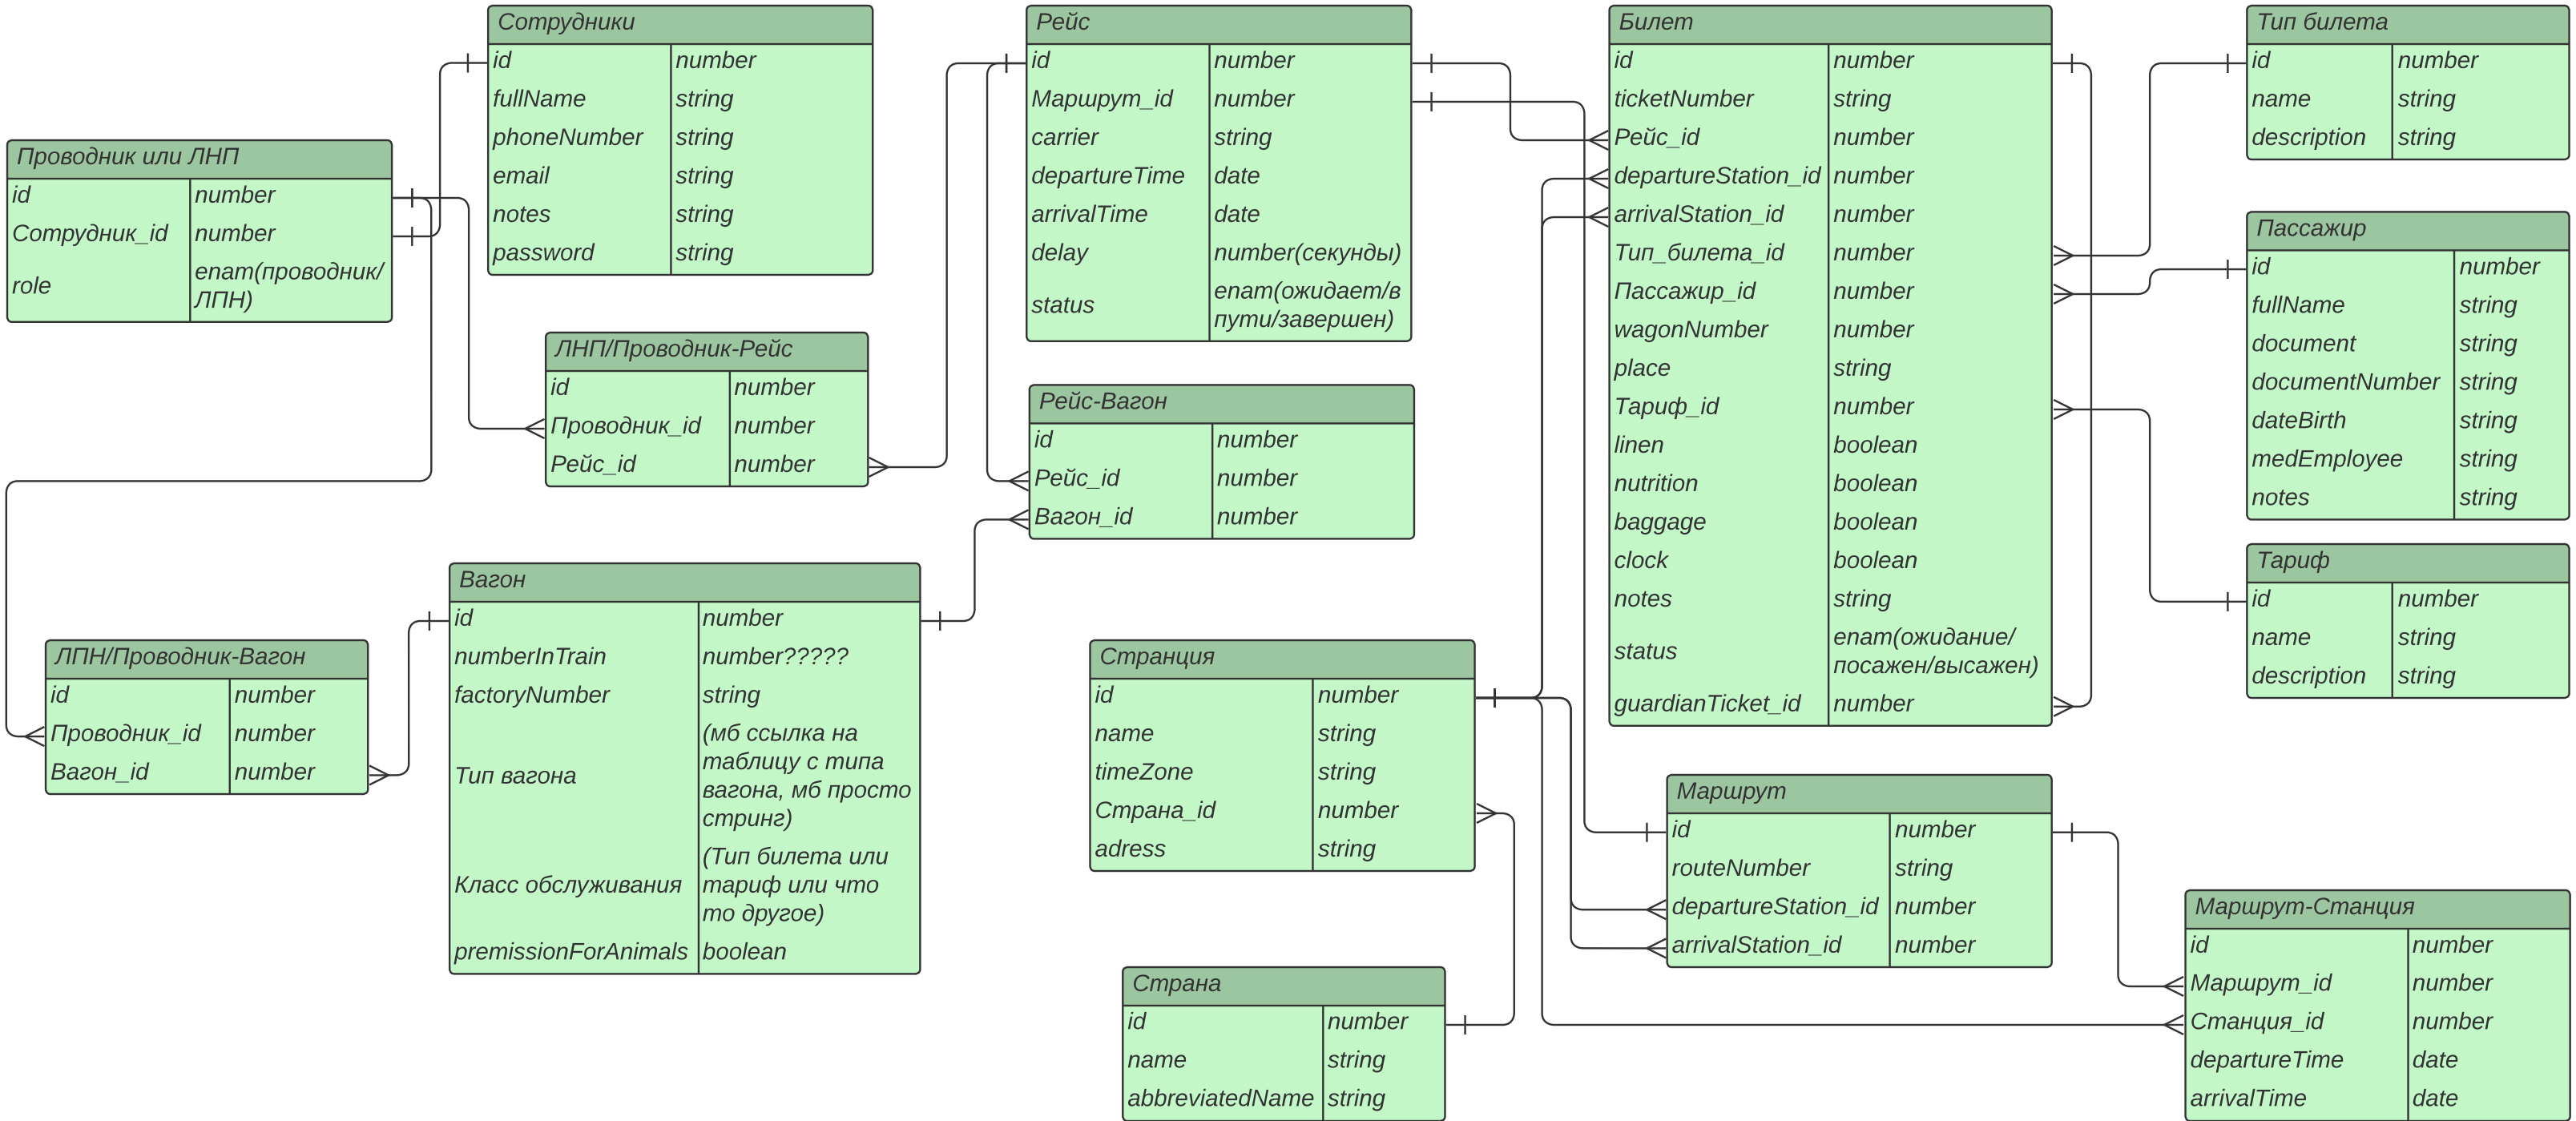 Сотрудники
id number
fullName string
phoneNumber string
email string
notes string
password string
Рейс
id number
Маршрут_id number
carrier string
departureTime date
arrivalTime date
delay number(секунды)
status enam(ожидает/в
пути/завершен)
Билет
id number
ticketNumber string
Рейс_id number
departureStation_id number
arrivalStation_id number
Тип_билета_id number
Пассажир_id number
wagonNumber number
place string
Тариф_id number
linen boolean
nutrition boolean
baggage boolean
clock boolean
notes string
status enam(ожидание/
посажен/высажен)
guardianTicket_id number
Тип билета
id number
name string
description string
Проводник или ЛНП
id number
Сотрудник_id number
role enam(проводник/
ЛПН)
Пассажир
id number
fullName string
document string
documentNumber string
dateBirth string
medEmployee string
notes string
ЛНП/Проводник-Рейс
id number
Проводник_id number
Рейс_id number
Рейс-Вагон
id number
Рейс_id number
Вагон_id number
Тариф
id number
name string
description string
Вагон
id number
numberInTrain number?????
factoryNumber string
Тип вагона (мб ссылка на
таблицу с типа
вагона, мб просто
стринг)
Класс обслуживания (Тип билета или
тариф или что
то другое)
premissionForAnimals boolean
ЛПН/Проводник-Вагон
id number
Проводник_id number
Вагон_id number
Странция
id number
name string
timeZone string
Страна_id number
adress string
Маршрут
id number
routeNumber string
departureStation_id number
arrivalStation_id number
Маршрут-Станция
id number
Маршрут_id number
Станция_id number
departureTime date
arrivalTime date
Страна
id number
name string
abbreviatedName string